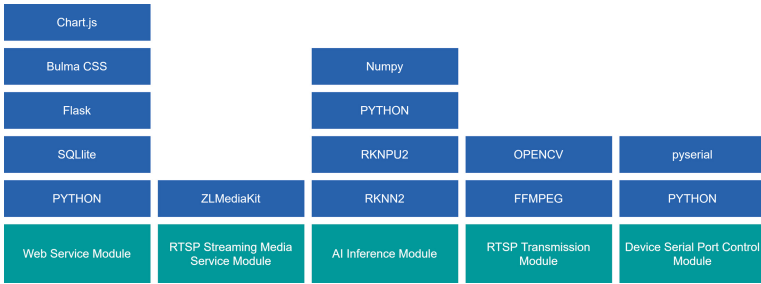 Chart.js
Bulma CSS
Numpy
Flask
PYTHON
SQLlite
RKNPU2
OPENCV
pyserial
PYTHON
ZLMediaKit
RKNN2
FFMPEG
PYTHON
Web Service Module
RTSP Streaming Media
Service Module
AI Inference Module
RTSP Transmission
Module
Device Serial Port Control
Module